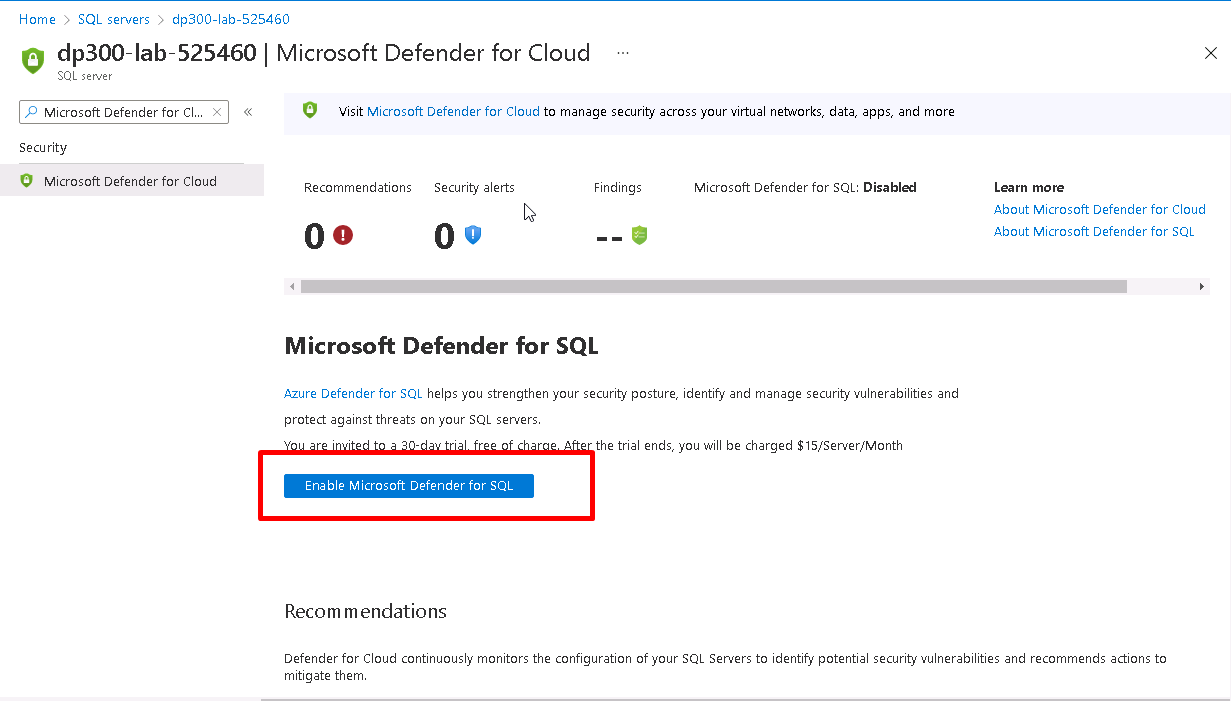 Home > SQL servers > dp300-lab-525460
dp300-lab-525460 | Microsoft Defender for Cloud ...
SQL server
Microsoft Defender for Cl... × «
Visit Microsoft Defender for Cloud to manage security across your virtual networks, data, apps, and more
Security
Microsoft Defender for Cloud
Recommendations
0
Security alerts
0
Findings
--
Microsoft Defender for SQL: Disabled
Learn more
About Microsoft Defender for Cloud
About Microsoft Defender for SQL
Microsoft Defender for SQL
Azure Defender for SQL helps you strengthen your security posture, identify and manage security vulnerabilities and
protect against threats on your SQL servers.
You are invited to a 30-day trial, free of charge. After the trial ends, you will be charged $15/Server/Month
Enable Microsoft Defender for SQL
Recommendations
Defender for Cloud continuously monitors the configuration of your SQL Servers to identify potential security vulnerabilities and recommends actions to
mitigate them.